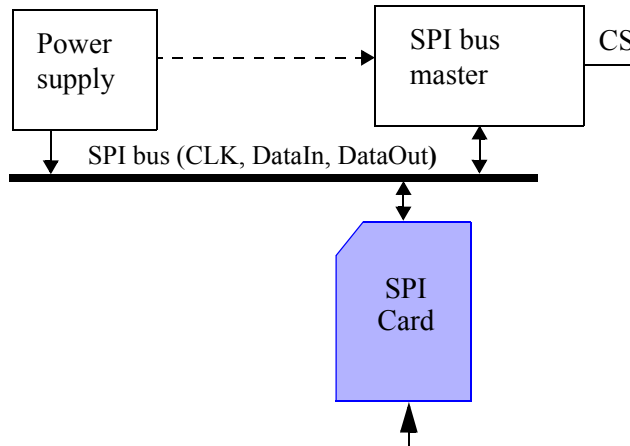 Power
supply
SPI bus
master
CS
SPI bus (CLK, DataIn, DataOut)
SPI
Card